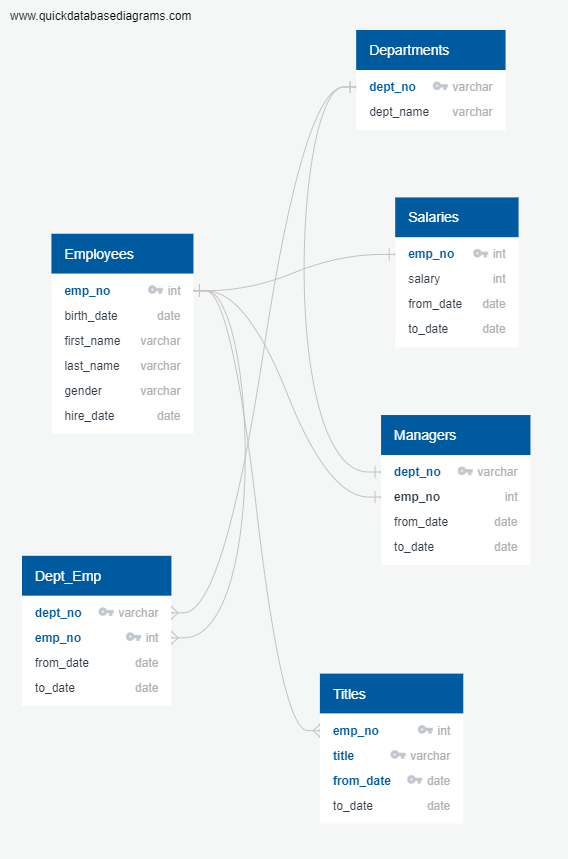 www.quickdatabasediagrams.com
Departments
dept_no varchar
dept_name varchar
Salaries
emp_no int
salary int
from_date date
to_date date
Employees
emp_no int
birth_date date
first_name varchar
last_name varchar
gender varchar
hire_date date
Managers
dept_no varchar
emp_no int
from_date date
to_date date
Dept_Emp
dept_no varchar
emp_no int
from_date date
to_date date
Titles
emp_no int
title varchar
from_date date
to_date date